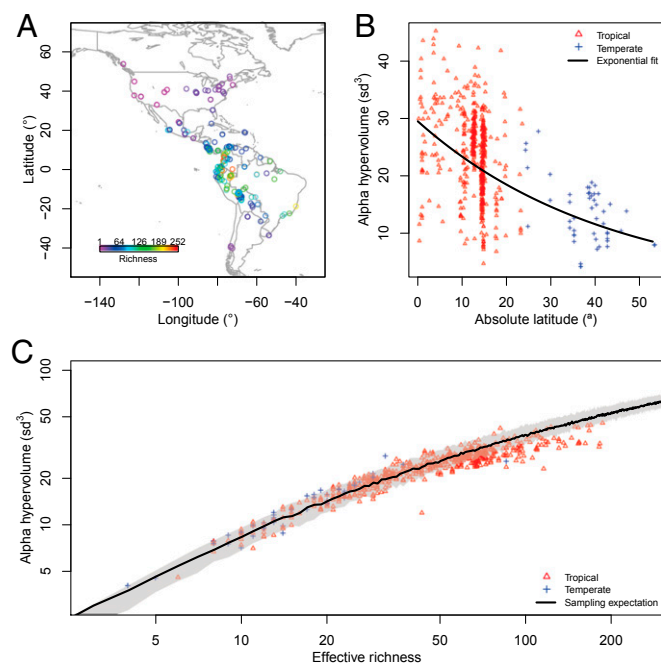 A
60
40
20
0
−20
−40
Latitude (°)
1 64 126 189 252
Richness
−140 −100 −80 −60 −40
Longitude (°)
B
40
30
20
10
Alpha hypervolume (sd³)
Tropical
Temperate
Exponential fit
0 10 20 30 40 50
Absolute latitude (ª)
C
100
50
20
10
5
Alpha hypervolume (sd³)
Tropical
Temperate
Sampling expectation
5 10 20 50 100 200
Effective richness